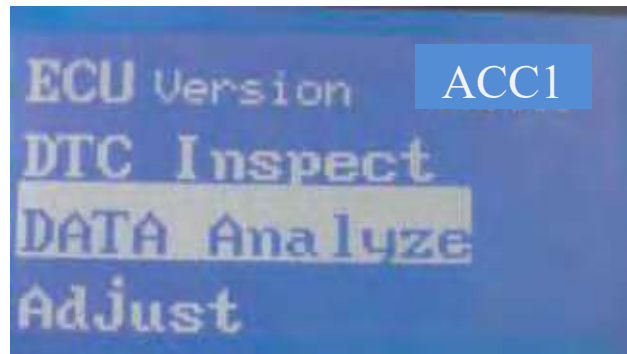 ECU Version
ACC1
DTC Inspect
DATA Analyze
Adjust